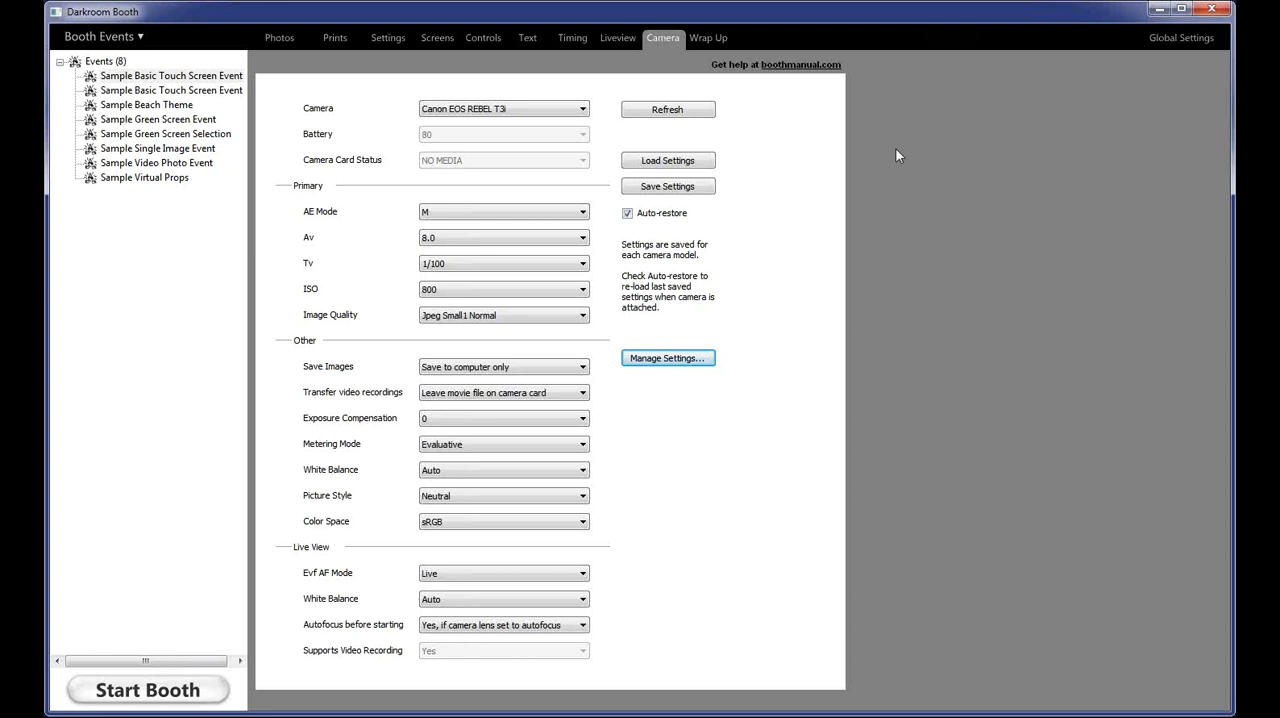 Darkroom Booth
Booth Events ▾
Photos Prints Settings Screens Controls Text Timing Liveview Camera Wrap Up Global Settings
Get help at boothmanual.com
Events (8)
Sample Basic Touch Screen Event
Sample Basic Touch Screen Event
Sample Beach Theme
Sample Green Screen Event
Sample Green Screen Selection
Sample Single Image Event
Sample Video Photo Event
Sample Virtual Props
Start Booth
Camera Canon EOS REBEL T3i Refresh
Battery 80
Camera Card Status NO MEDIA Load Settings
Primary Save Settings
AE Mode M Auto-restore
Av 8.0
Settings are saved for
each camera model.
Tv 1/100
Check Auto-restore to
re-load last saved
settings when camera is
attached.
ISO 800
Image Quality Jpeg Small1 Normal
Other
Manage Settings...
Save Images Save to computer only
Transfer video recordings Leave movie file on camera card
Exposure Compensation 0
Metering Mode Evaluative
White Balance Auto
Picture Style Neutral
Color Space sRGB
Live View
Evf AF Mode Live
White Balance Auto
Autofocus before starting Yes, if camera lens set to autofocus
Supports Video Recording Yes